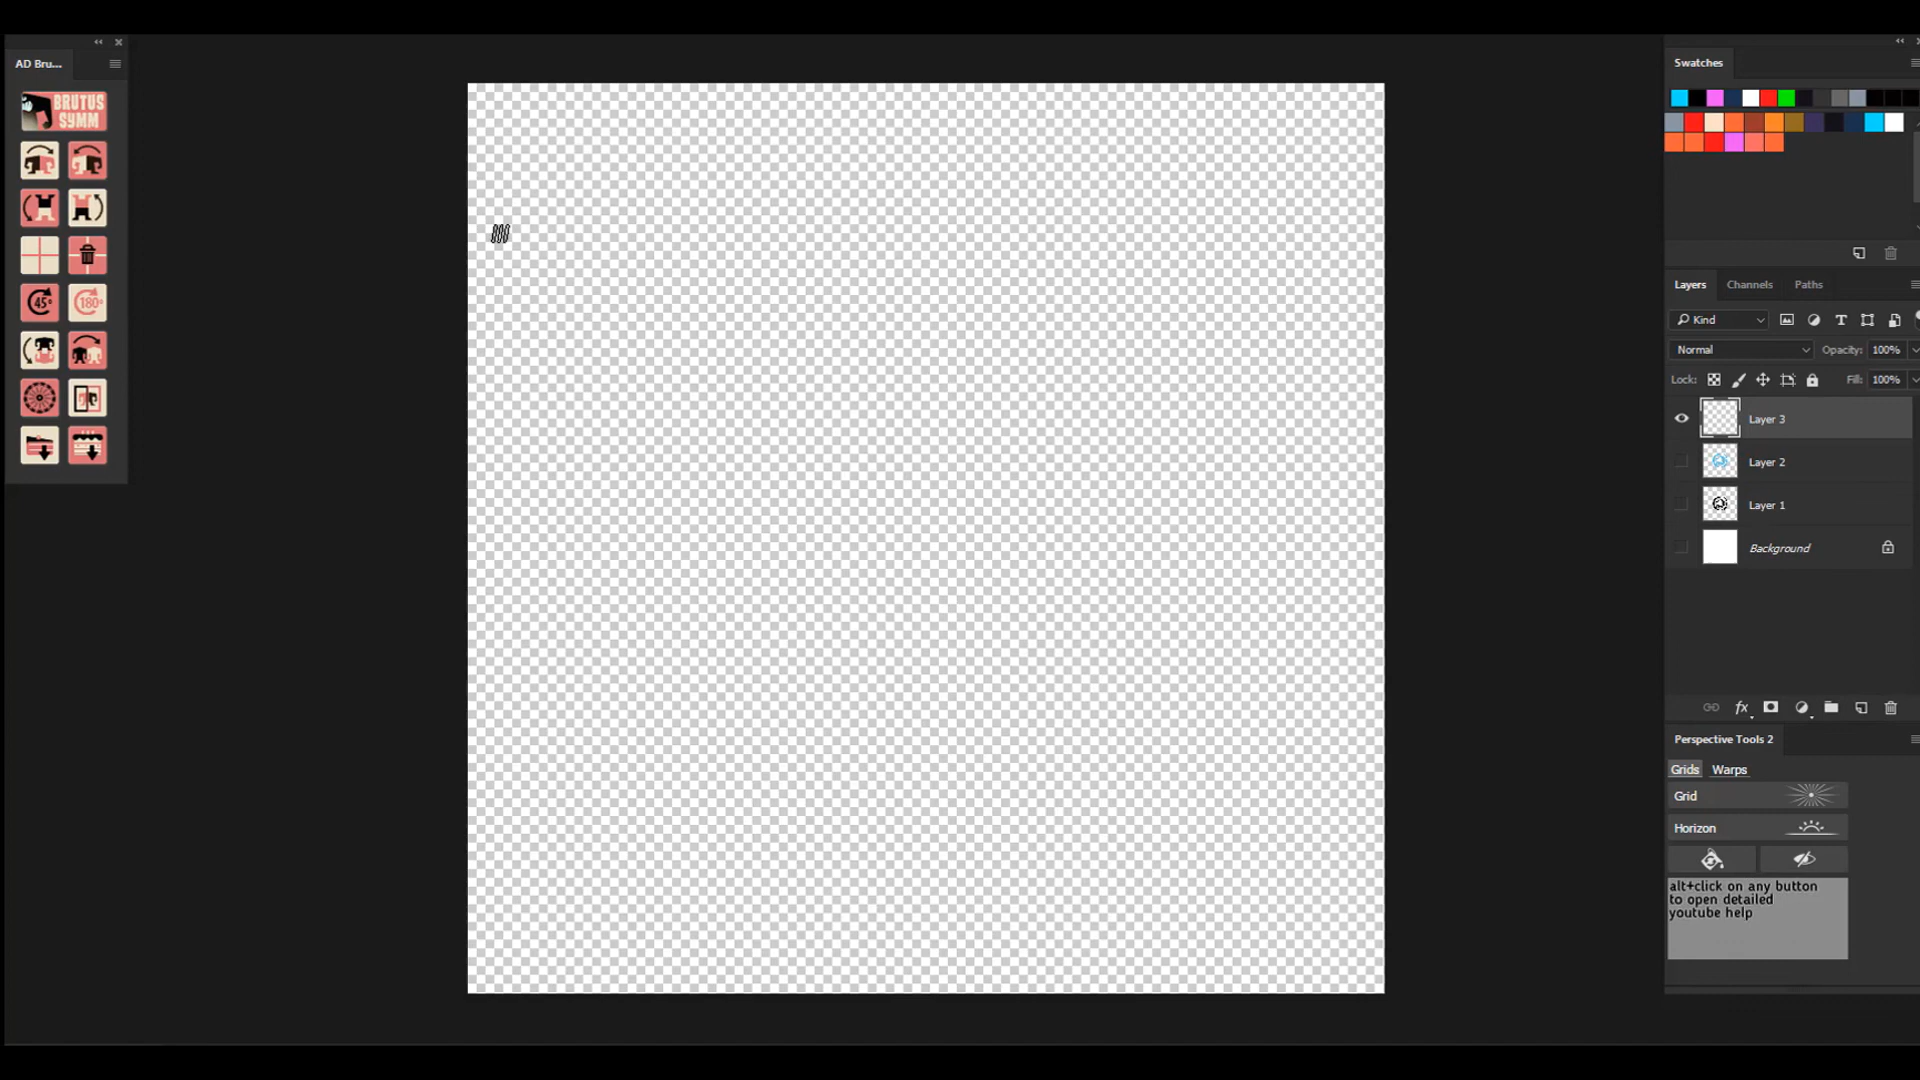 AD Bru...
BRUTUS
SYMM
45°
180°
Swatches
Layers
Channels
Paths
Kind
Normal
Opacity: 100%
Lock:
Fill: 100%
Layer 3
Layer 2
Layer 1
Background
fx
Perspective Tools 2
Grids
Warps
Grid
Horizon
alt+click on any button
to open detailed
youtube help